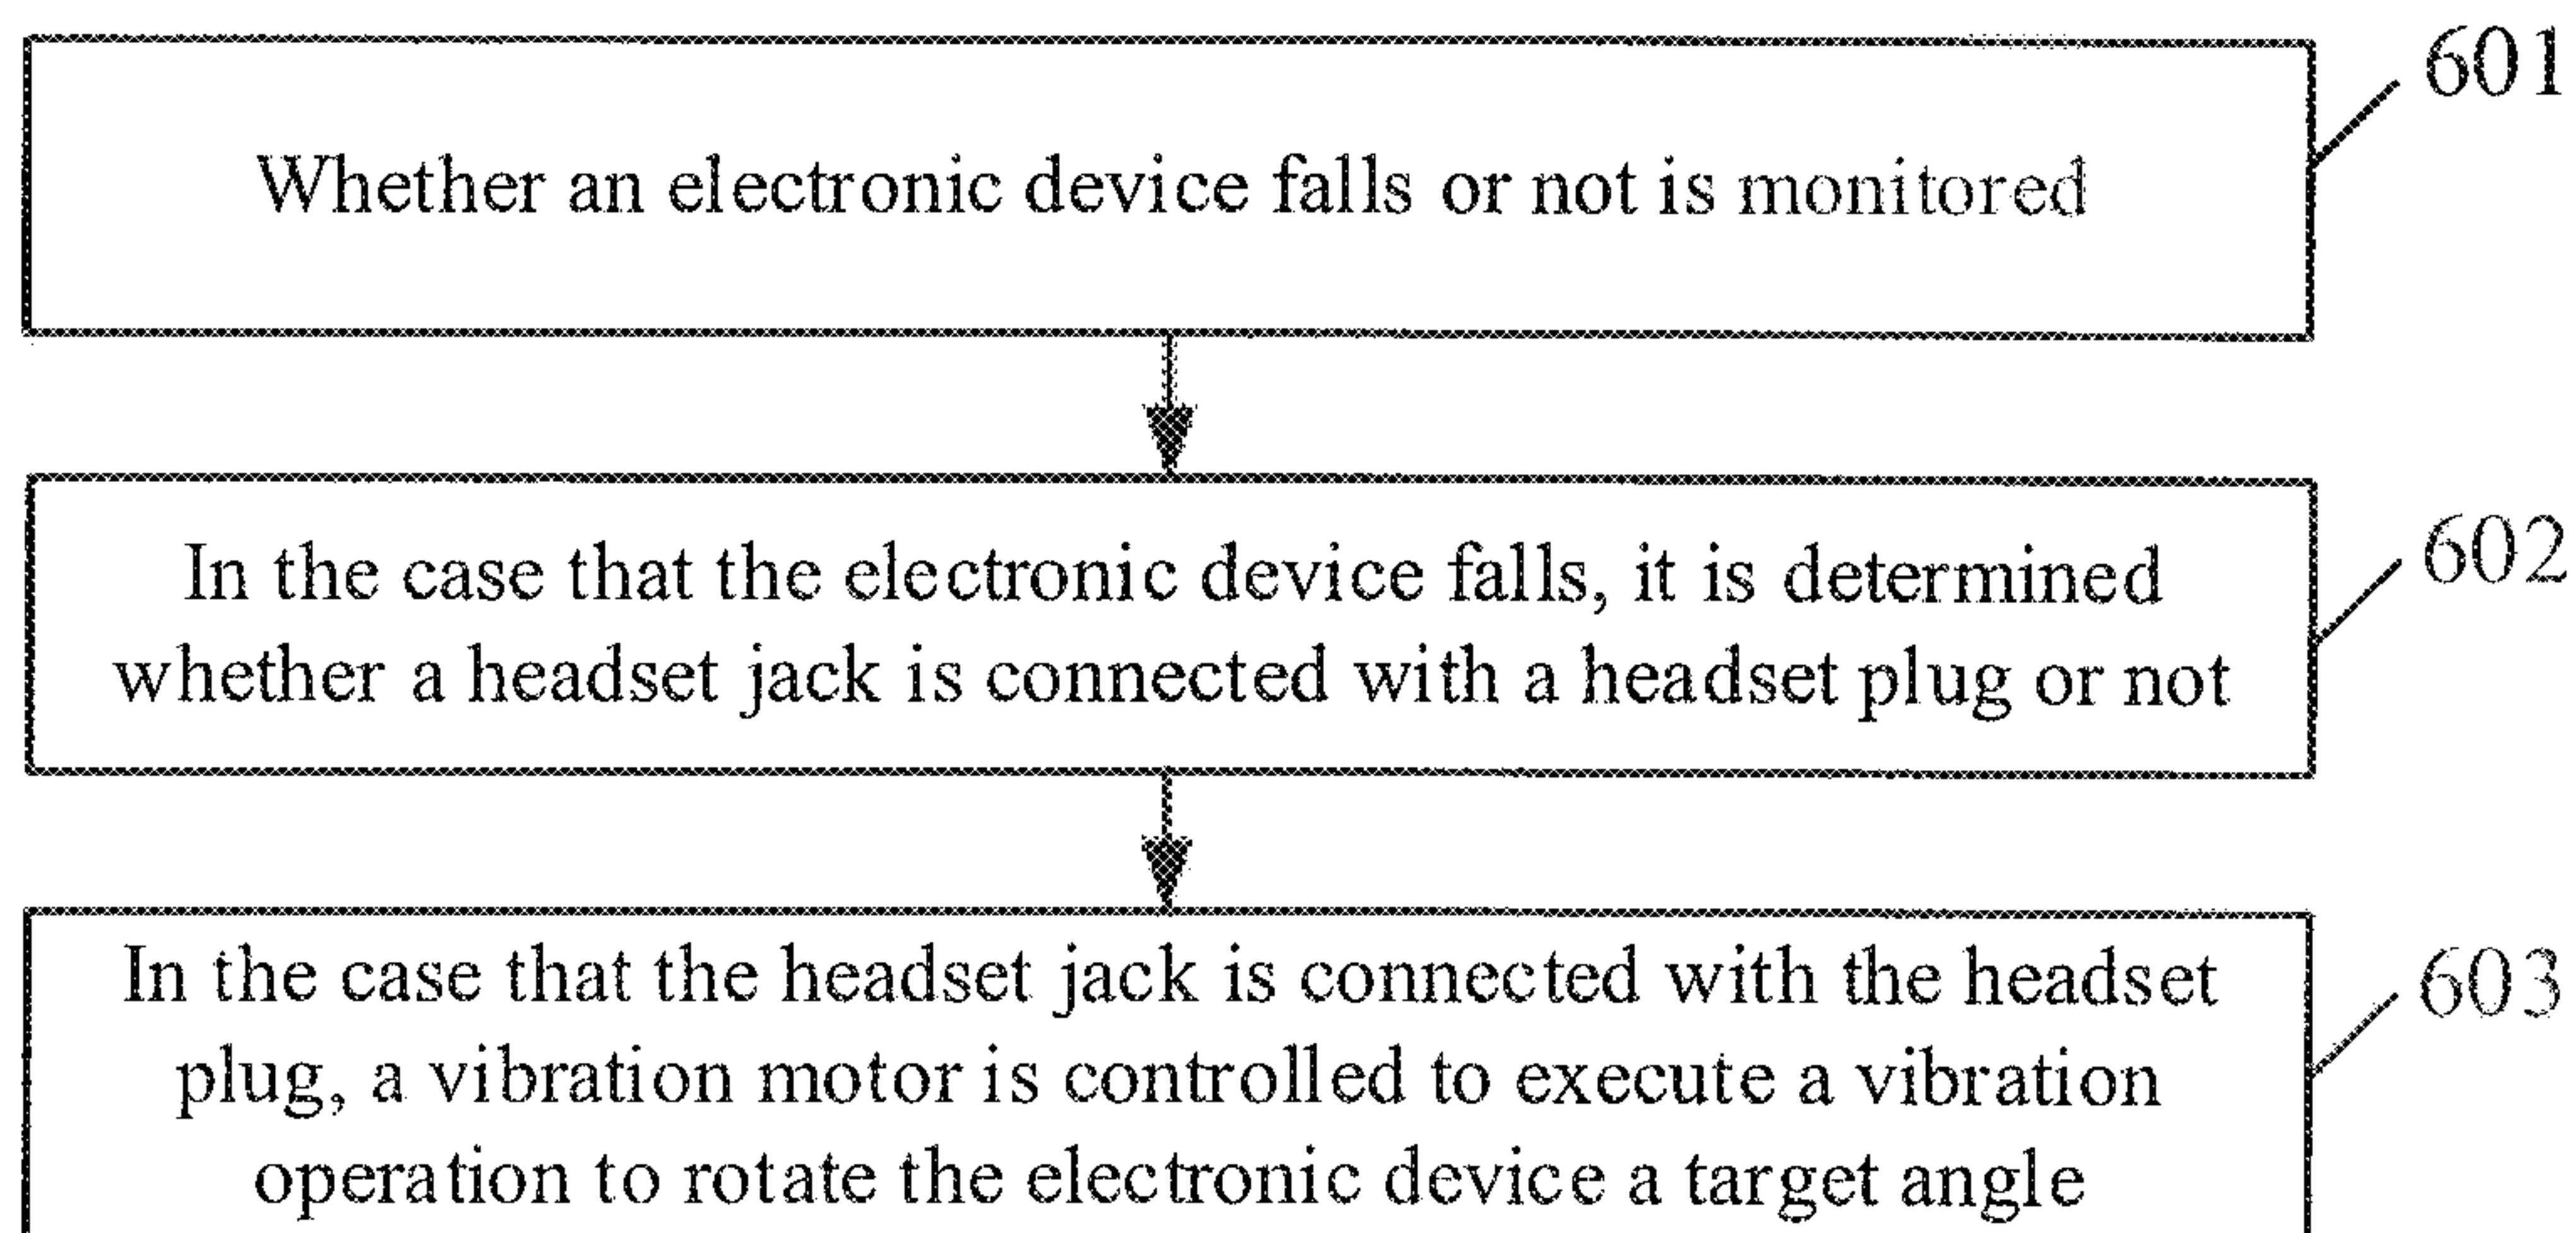 601
Whether an electronic device falls or not is monitored
In the case that the electronic device falls, it is determined
602
whether a headset jack is connected with a headset plug or not
In the case that the headset jack is connected with the headset
603
plug, a vibration motor is controlled to execute a vibration
operation to rotate the electronic device a target angle